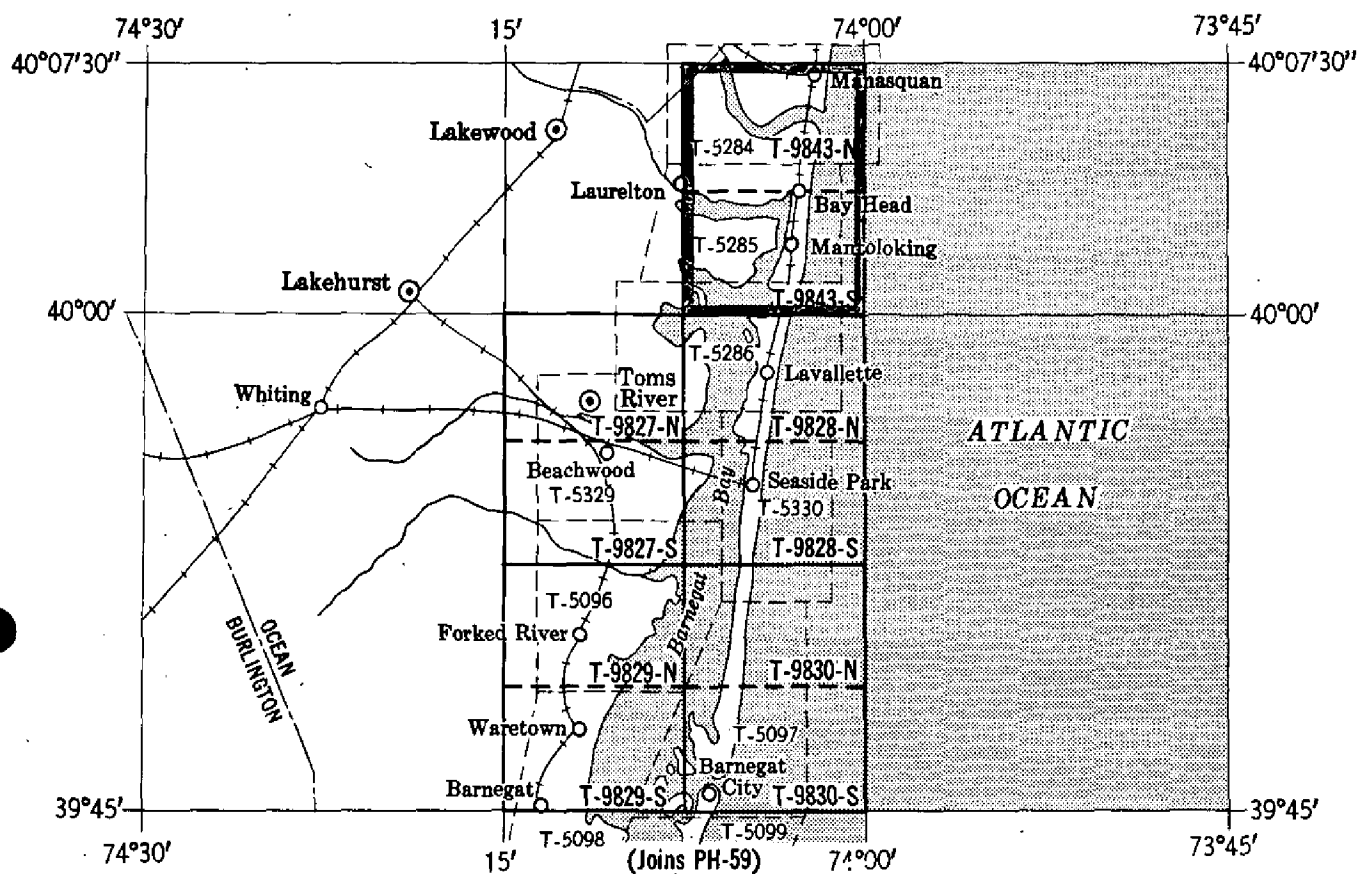 74°30′ 15′ 74°00′ 73°45′
40°07′30″ 40°07′30″
Manasquan
Lakewood
T-5284 T-9843-N
Laurelton
Bay Head
T-5285 Mantoloking
Lakehurst
T-9843-S
40°00′ 40°00′
T-5286
Lavallette
Toms
River
Whiting
T-9827-N T-9828-N
ATLANTIC
OCEAN
Beachwood
Seaside Park
T-5329
T-5330
Barnegat Bay
T-9827-S T-9828-S
T-5096
Forked River
OCEAN
BURLINGTON
T-9829-N T-9830-N
Waretown
T-5097
Barnegat
City
Barnegat
T-9829-S T-9830-S
39°45′ 39°45′
T-5098 T-5099
74°30′ 15′ (Joins PH-59) 74°00′ 73°45′